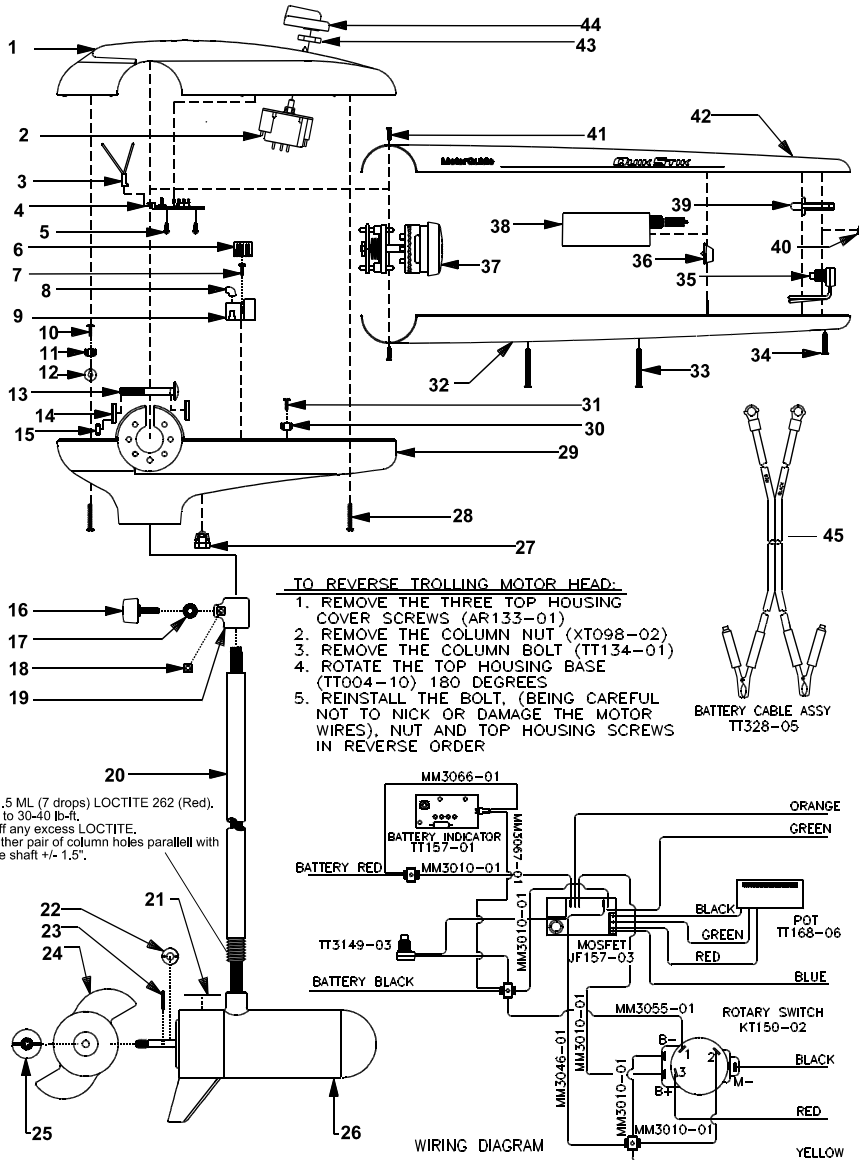 44
43
1
2
41
42
MotorGuide
QUIK STIK
3
4
5
39
38
6
7
37
36
40
35
8
9
10
11
12
32
33
34
13
14
15
31
30
29
28
27
45
16
17
18
19
TO REVERSE TROLLING MOTOR HEAD:
1. REMOVE THE THREE TOP HOUSING
COVER SCREWS (AR133-01)
2. REMOVE THE COLUMN NUT (XT098-02)
3. REMOVE THE COLUMN BOLT (TT134-01)
4. ROTATE THE TOP HOUSING BASE
(TT004-10) 180 DEGREES
5. REINSTALL THE BOLT, (BEING CAREFUL
NOT TO NICK OR DAMAGE THE MOTOR
WIRES), NUT AND TOP HOUSING SCREWS
IN REVERSE ORDER
BLACK
BATTERY CABLE ASSY
TT328-05
20
.5 ML (7 drops) LOCTITE 262 (Red).
to 30-40 lb-ft.
ff any excess LOCTITE.
ther pair of column holes parallell with
e shaft +/- 1.5".
22
21
23
24
25
26
MM3066-01
BATTERY INDICATOR
TT157-01
MM3067-01
ORANGE
GREEN
BATTERY RED
MM3010-01
MM3010-01
BLACK
GREEN
RED
POT
TT168-06
TT3149-03
MOSFET
JF157-03
BATTERY BLACK
BLUE
MM3055-01
MM3010-01
MM3046-01
MM3010-01
ROTARY SWITCH
KT150-02
B-
1
2
3
B+
M-
BLACK
RED
MM3010-01
WIRING DIAGRAM
YELLOW